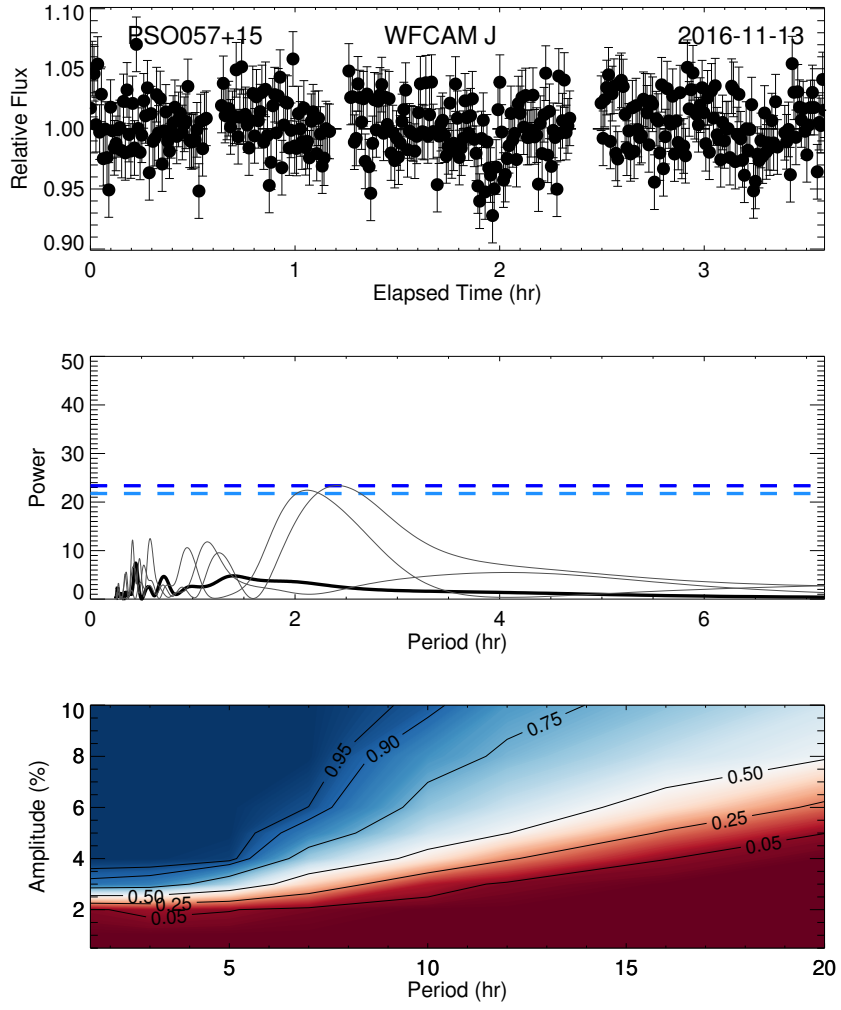 PSO057+15 WFCAM J 2016-11-13
1.10
1.05
1.00
0.95
0.90
Relative Flux
0 1 2 3
Elapsed Time (hr)
50
40
30
20
10
0
Power
0 2 4 6
Period (hr)
10
8
6
4
2
Amplitude (%)
0.95
0.90
0.75
0.50
0.25
0.05
0.50
0.25
0.05
5 10 15 20
Period (hr)